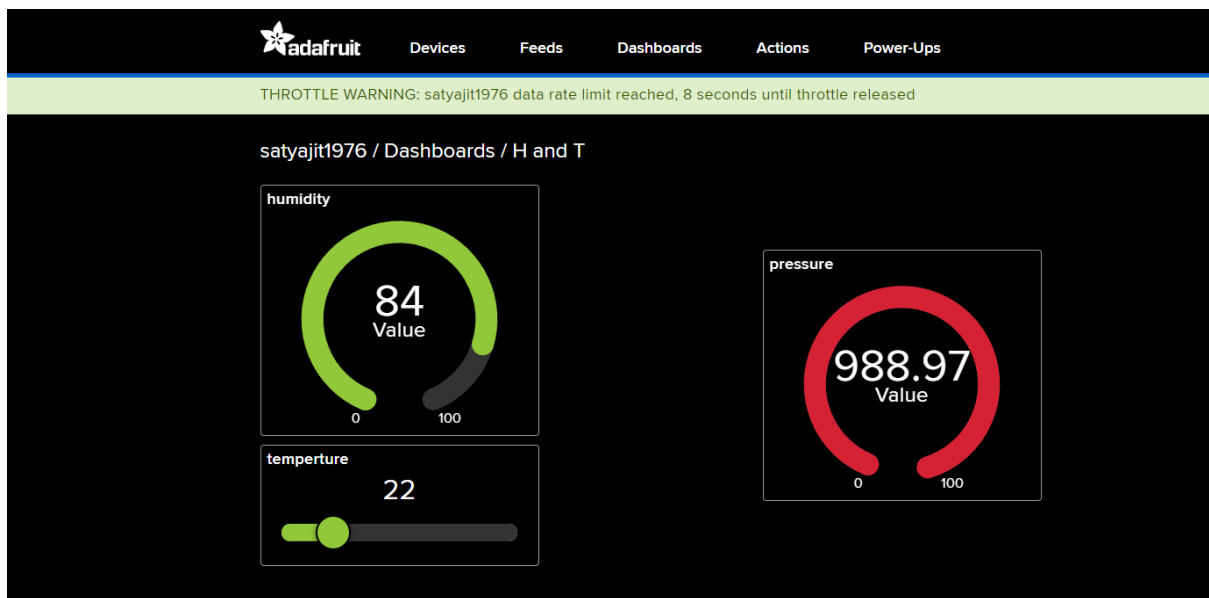 adafruit Devices Feeds Dashboards Actions Power-Ups
THROTTLE WARNING: satyajit1976 data rate limit reached, 8 seconds until throttle released
satyajit1976 / Dashboards / H and T
humidity
84
Value
0 100
temperture
22
pressure
988.97
Value
0 100